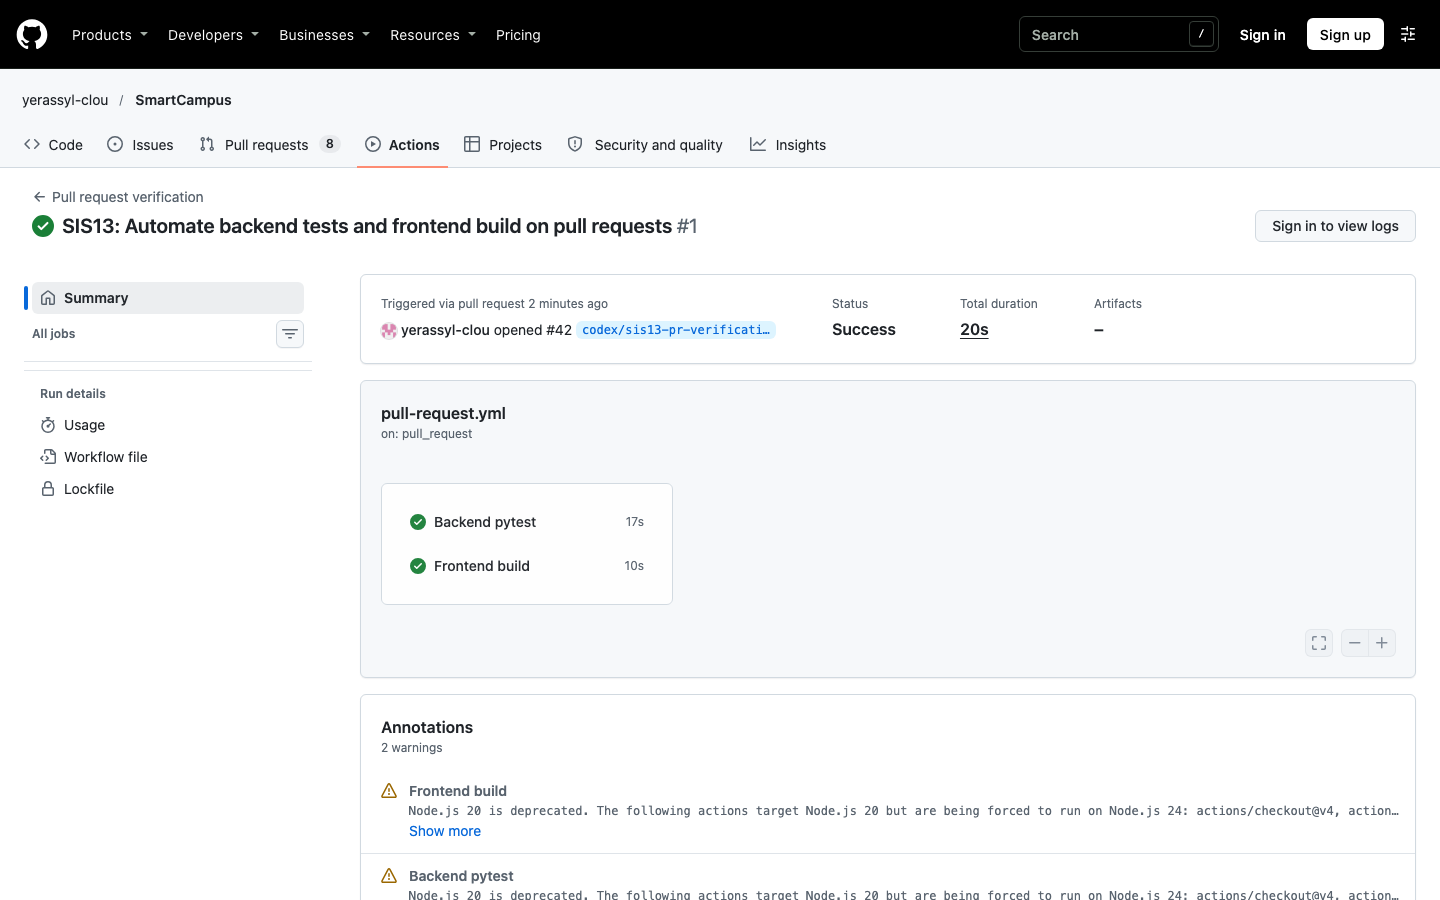 Products Developers Businesses Resources Pricing Search / Sign in Sign up
yerassyl-clou / SmartCampus
Code Issues Pull requests 8 Actions Projects Security and quality Insights
Pull request verification
SIS13: Automate backend tests and frontend build on pull requests #1
Sign in to view logs
Summary
All jobs
Run details
Usage
Workflow file
Lockfile
Triggered via pull request 2 minutes ago
yerassyl-clou opened #42 codex/sis13-pr-verificati…
Status
Success
Total duration
20s
Artifacts
–
pull-request.yml
on: pull_request
Backend pytest 17s
Frontend build 10s
Annotations
2 warnings
Frontend build
Node.js 20 is deprecated. The following actions target Node.js 20 but are being forced to run on Node.js 24: actions/checkout@v4, action…
Show more
Backend pytest
Node.js 20 is deprecated. The following actions target Node.js 20 but are being forced to run on Node.js 24: actions/checkout@v4, action…